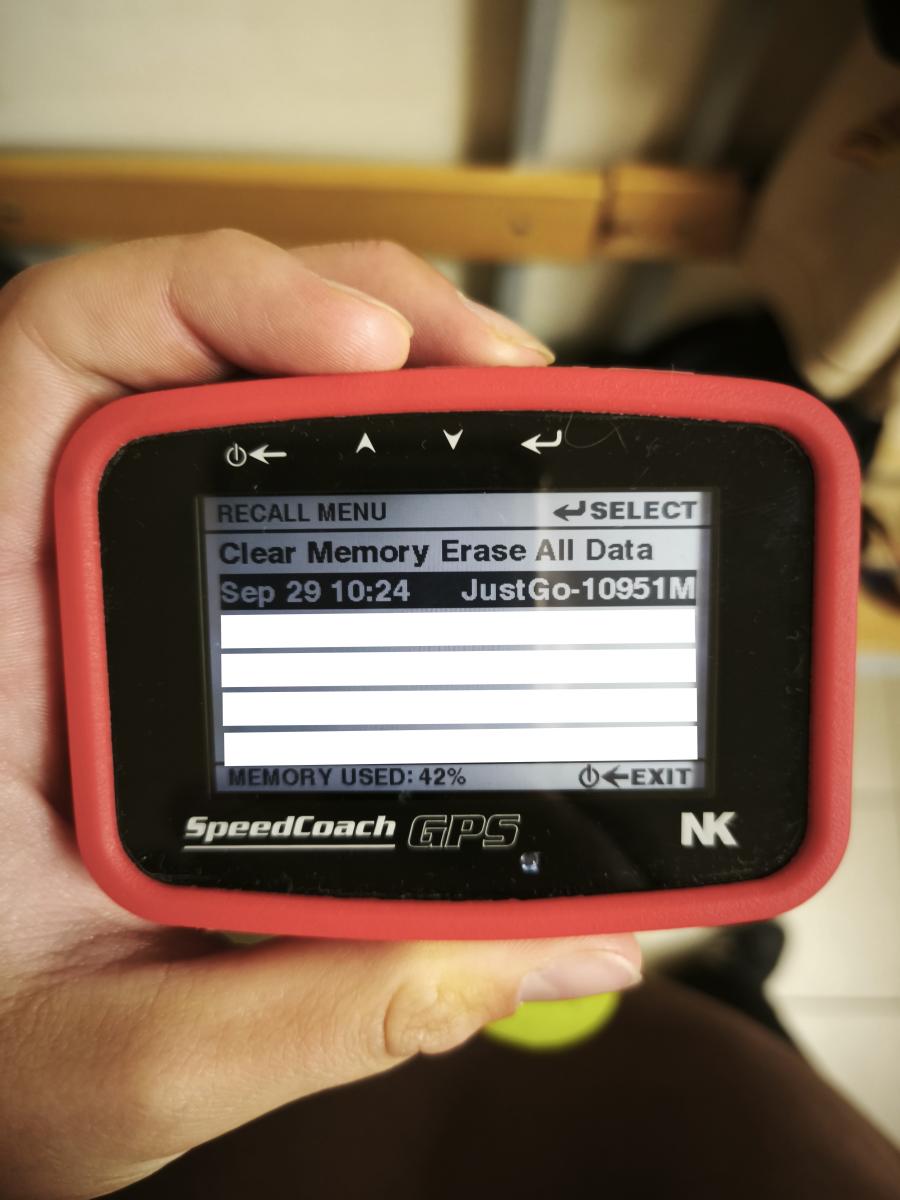 RECALL MENU SELECT
Clear Memory Erase All Data
Sep 29 10:24 JustGo-10951M
MEMORY USED: 42% EXIT
SpeedCoach GPS NK